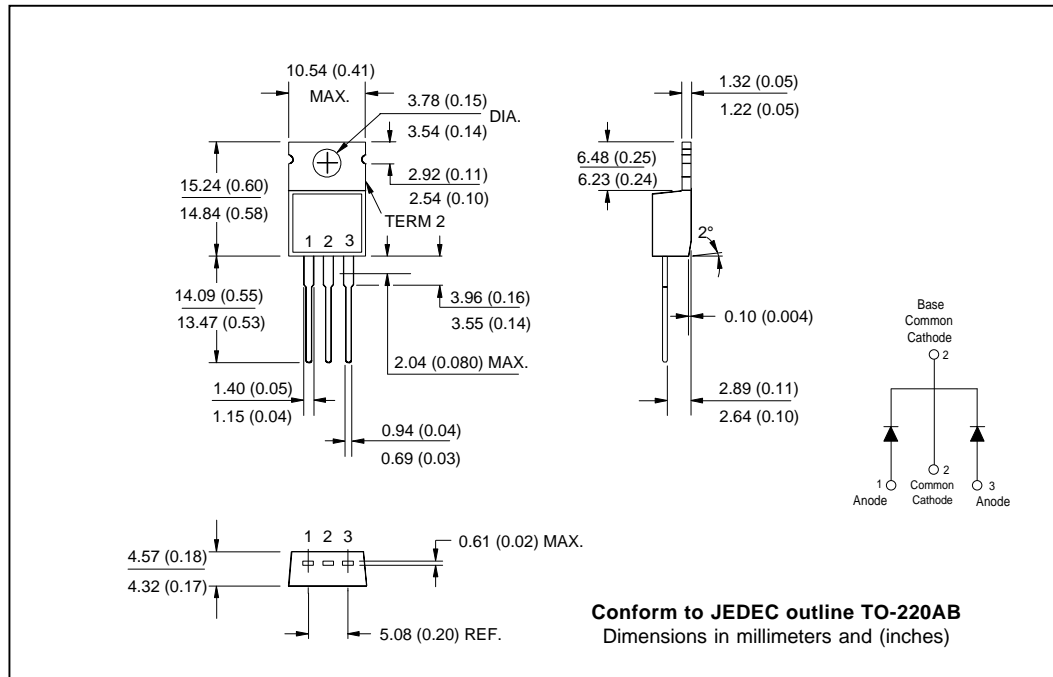 10.54 (0.41)
MAX.
3.78 (0.15)
3.54 (0.14)
DIA.
1.32 (0.05)
1.22 (0.05)
15.24 (0.60)
14.84 (0.58)
2.92 (0.11)
2.54 (0.10)
TERM 2
6.48 (0.25)
6.23 (0.24)
1 2 3
2°
14.09 (0.55)
13.47 (0.53)
3.96 (0.16)
3.55 (0.14)
0.10 (0.004)
2.04 (0.080) MAX.
1.40 (0.05)
1.15 (0.04)
2.89 (0.11)
2.64 (0.10)
0.94 (0.04)
0.69 (0.03)
Base
Common
Cathode
2
2
1
Anode
Common
Cathode
3
Anode
1 2 3
4.57 (0.18)
4.32 (0.17)
0.61 (0.02) MAX.
5.08 (0.20) REF.
Conform to JEDEC outline TO-220AB
Dimensions in millimeters and (inches)